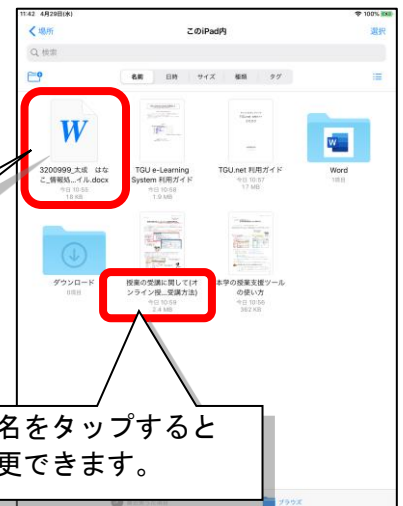 11:42 4月29日(水)
100%
場所
このiPad内
選択
検索
名前 日時 サイズ 種類 タグ
W
3200999_大成 はな
こ_情報処...イル.docx
今日 10:55
18 KB
TGU e-Learning
System 利用ガイド
今日 10:58
1.9 MB
TGU.net 利用ガイド
今日 10:57
1.7 MB
W
Word
1項目
ダウンロード
0項目
授業の受講に関して(オ
ンライン授...受講方法)
今日 10:59
2.4 MB
本学の授業支援ツール
の使い方
今日 10:56
362 KB
名をタップすると
更できます。
ブラウズ